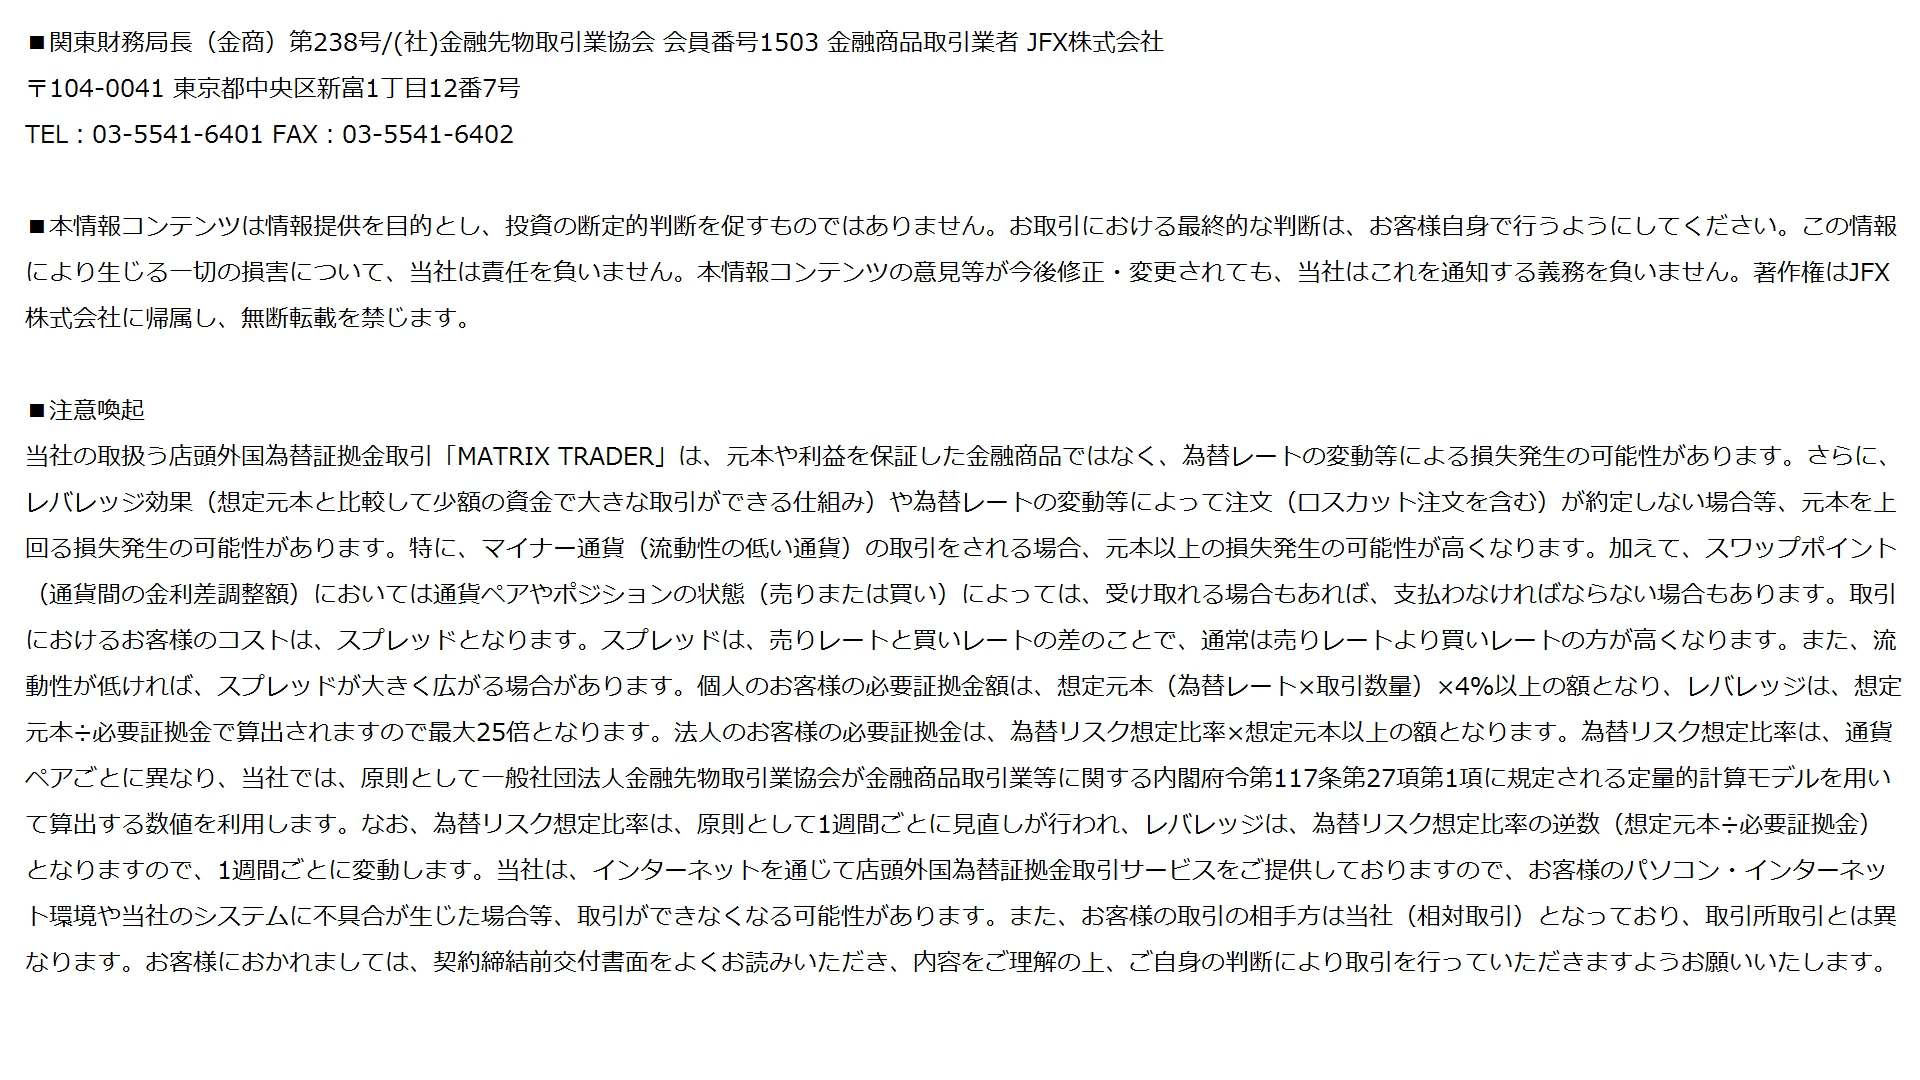 ■関東財務局長（金商）第238号/(社)金融先物取引業協会 会員番号1503 金融商品取引業者 JFX株式会社
〒104-0041 東京都中央区新富1丁目12番7号
TEL：03-5541-6401 FAX：03-5541-6402
■本情報コンテンツは情報提供を目的とし、投資の断定的判断を促すものではありません。お取引における最終的な判断は、お客様自身で行うようにしてください。この情報
により生じる一切の損害について、当社は責任を負いません。本情報コンテンツの意見等が今後修正・変更されても、当社はこれを通知する義務を負いません。著作権はJFX
株式会社に帰属し、無断転載を禁じます。
■注意喚起
当社の取扱う店頭外国為替証拠金取引「MATRIX TRADER」は、元本や利益を保証した金融商品ではなく、為替レートの変動等による損失発生の可能性があります。さらに、
レバレッジ効果（想定元本と比較して少額の資金で大きな取引ができる仕組み）や為替レートの変動等によって注文（ロスカット注文を含む）が約定しない場合等、元本を上
回る損失発生の可能性があります。特に、マイナー通貨（流動性の低い通貨）の取引をされる場合、元本以上の損失発生の可能性が高くなります。加えて、スワップポイント
（通貨間の金利差調整額）においては通貨ペアやポジションの状態（売りまたは買い）によっては、受け取れる場合もあれば、支払わなければならない場合もあります。取引
におけるお客様のコストは、スプレッドとなります。スプレッドは、売りレートと買いレートの差のことで、通常は売りレートより買いレートの方が高くなります。また、流
動性が低ければ、スプレッドが大きく広がる場合があります。個人のお客様の必要証拠金額は、想定元本（為替レート×取引数量）×4%以上の額となり、レバレッジは、想定
元本÷必要証拠金で算出されますので最大25倍となります。法人のお客様の必要証拠金は、為替リスク想定比率×想定元本以上の額となります。為替リスク想定比率は、通貨
ペアごとに異なり、当社では、原則として一般社団法人金融先物取引業協会が金融商品取引業等に関する内閣府令第117条第27項第1項に規定される定量的計算モデルを用い
て算出する数値を利用します。なお、為替リスク想定比率は、原則として1週間ごとに見直しが行われ、レバレッジは、為替リスク想定比率の逆数（想定元本÷必要証拠金）
となりますので、1週間ごとに変動します。当社は、インターネットを通じて店頭外国為替証拠金取引サービスをご提供しておりますので、お客様のパソコン・インターネッ
ト環境や当社のシステムに不具合が生じた場合等、取引ができなくなる可能性があります。また、お客様の取引の相手方は当社（相対取引）となっており、取引所取引とは異
なります。お客様におかれましては、契約締結前交付書面をよくお読みいただき、内容をご理解の上、ご自身の判断により取引を行っていただきますようお願いいたします。